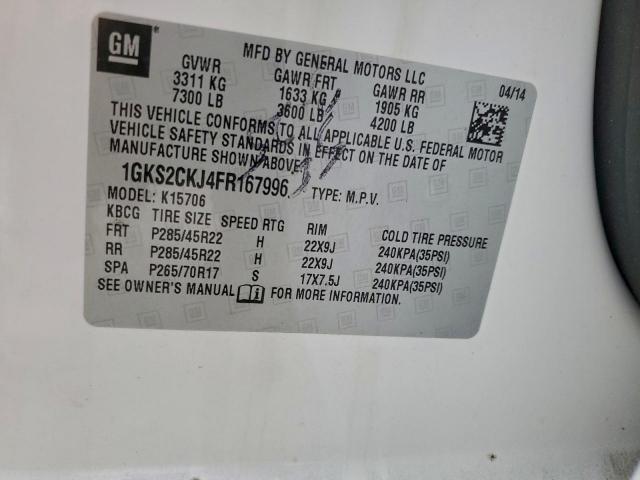 GM
MFD BY GENERAL MOTORS LLC
04/14
GVWR GAWR FRT GAWR RR
3311 KG 1633 KG 1905 KG
7300 LB 3600 LB 4200 LB
THIS VEHICLE CONFORMS TO ALL APPLICABLE U.S. FEDERAL MOTOR
VEHICLE SAFETY STANDARDS IN EFFECT ON THE DATE OF
MANUFACTURE SHOWN ABOVE.
1GKS2CKJ4FR167996 TYPE: M.P.V.
MODEL: K15706
KBCG TIRE SIZE SPEED RTG RIM COLD TIRE PRESSURE
FRT P285/45R22 H 22X9J 240KPA(35PSI)
RR P285/45R22 H 22X9J 240KPA(35PSI)
SPA P265/70R17 S 17X7.5J 240KPA(35PSI)
SEE OWNER'S MANUAL FOR MORE INFORMATION.